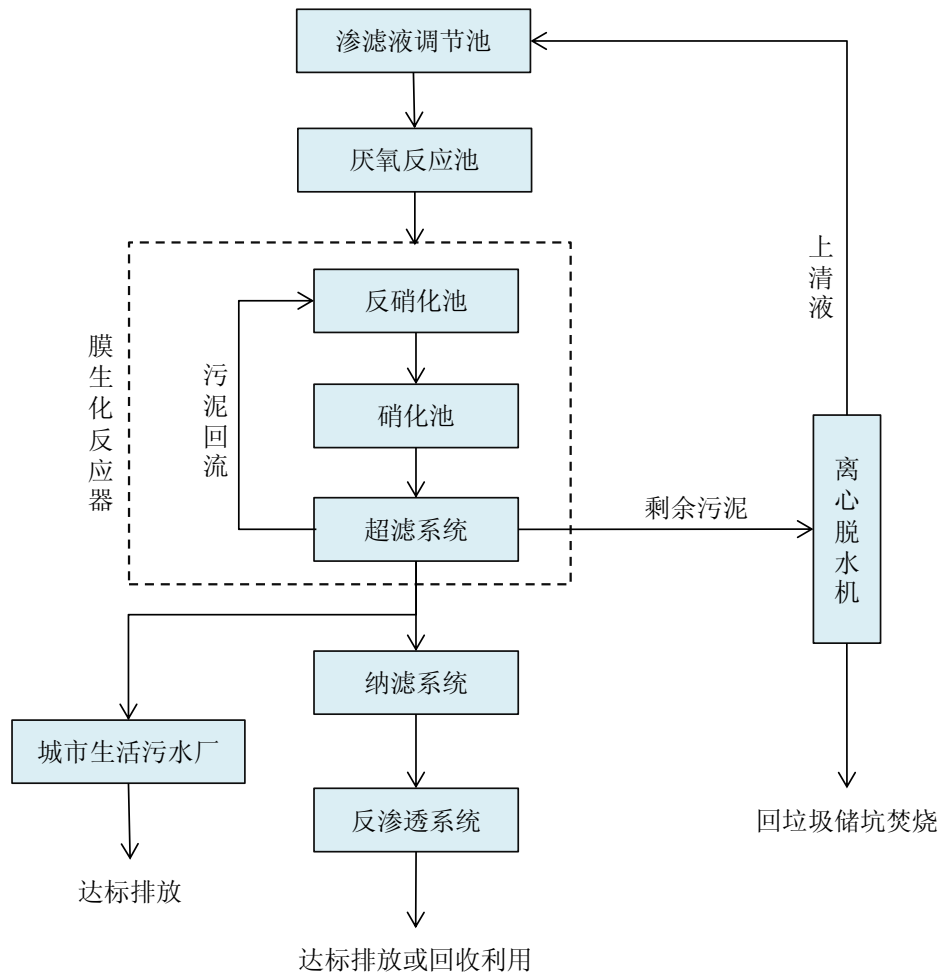 渗滤液调节池
厌氧反应池
上清液
反硝化池
膜生化反应器
污泥回流
硝化池
离心脱水机
剩余污泥
超滤系统
纳滤系统
城市生活污水厂
反渗透系统
回垃圾储坑焚烧
达标排放
达标排放或回收利用